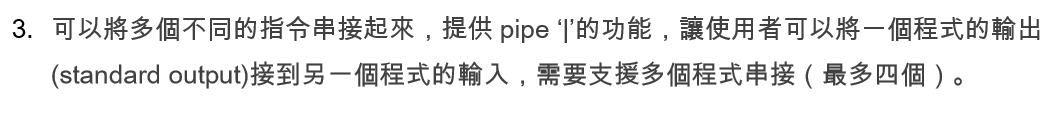 3. 可以將多個不同的指令串接起來，提供 pipe ‘|’的功能，讓使用者可以將一個程式的輸出
(standard output)接到另一個程式的輸入，需要支援多個程式串接（最多四個）。